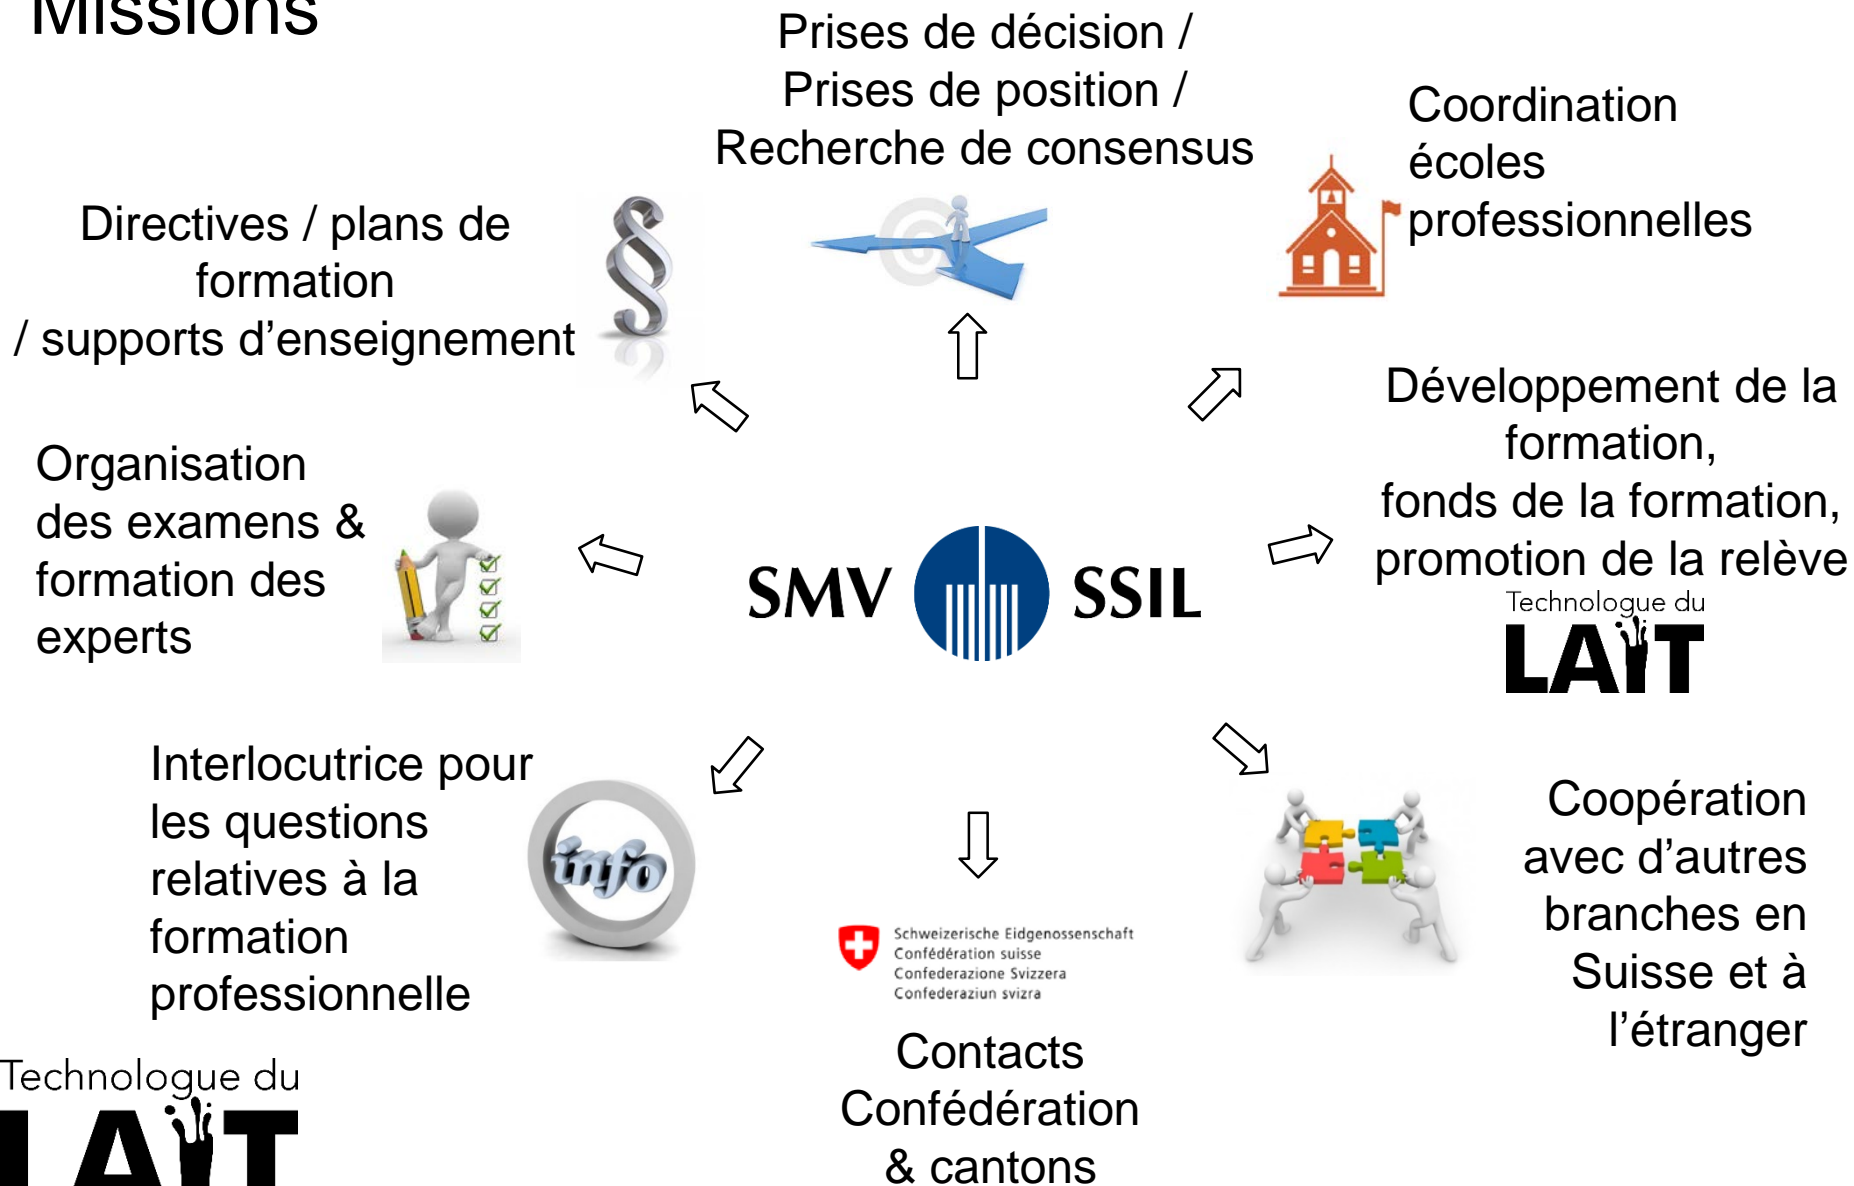 Missions
Prises de décision /
Prises de position /
Recherche de consensus
Coordination
écoles
professionnelles
Directives / plans de
formation
/ supports d’enseignement
Développement de la
formation,
fonds de la formation,
promotion de la relève
Technologue du
LAIT
Organisation
des examens &
formation des
experts
SMV SSIL
Interlocutrice pour
les questions
relatives à la
formation
professionnelle
info
Coopération
avec d’autres
branches en
Suisse et à
l’étranger
Schweizerische Eidgenossenschaft
Confédération suisse
Confederazione Svizzera
Confederaziun svizra
Contacts
Confédération
& cantons
Technologue du
LAIT